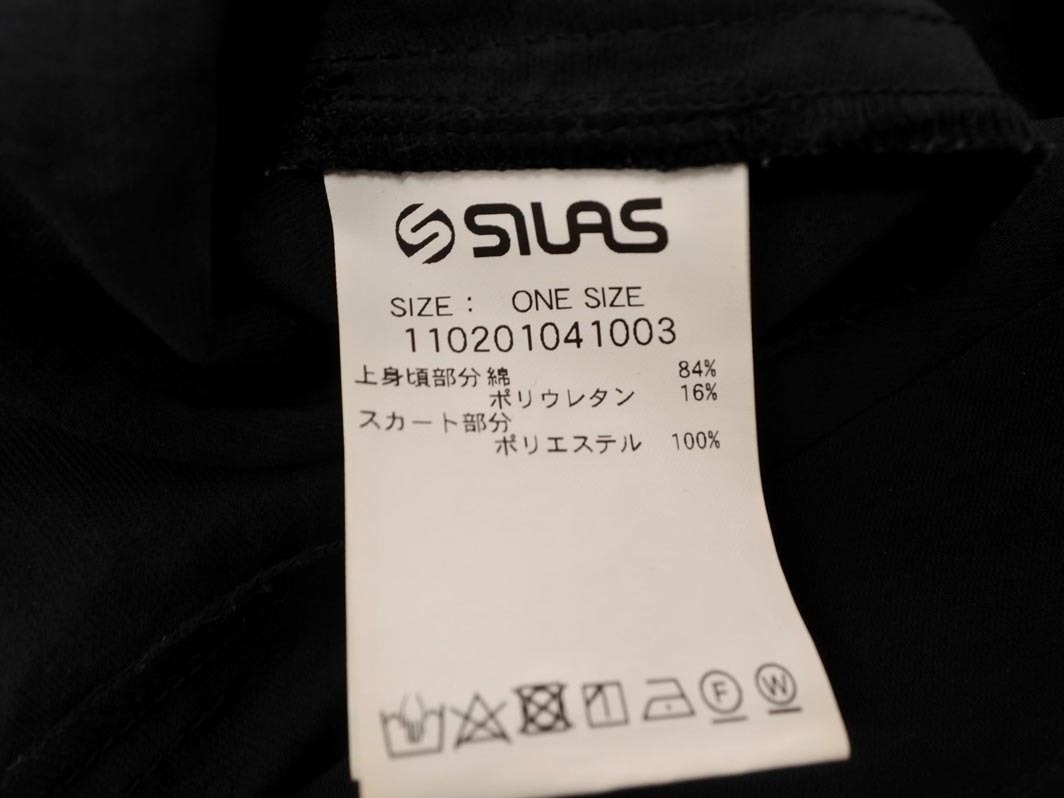 SILAS
SIZE : ONE SIZE
110201041003
上身頃部分 綿 84%
ポリウレタン 16%
スカート部分
ポリエステル 100%
F W